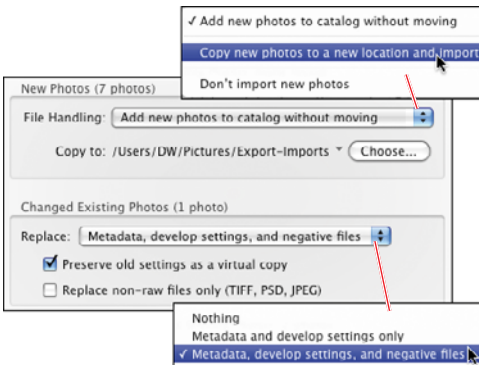 ✓ Add new photos to catalog without moving
Copy new photos to a new location and import
Don't import new photos
New Photos (7 photos)
File Handling: Add new photos to catalog without moving
Copy to: /Users/DW/Pictures/Export-Imports Choose...
Changed Existing Photos (1 photo)
Replace: Metadata, develop settings, and negative files
Preserve old settings as a virtual copy
Replace non-raw files only (TIFF, PSD, JPEG)
Nothing
Metadata and develop settings only
✓ Metadata, develop settings, and negative files